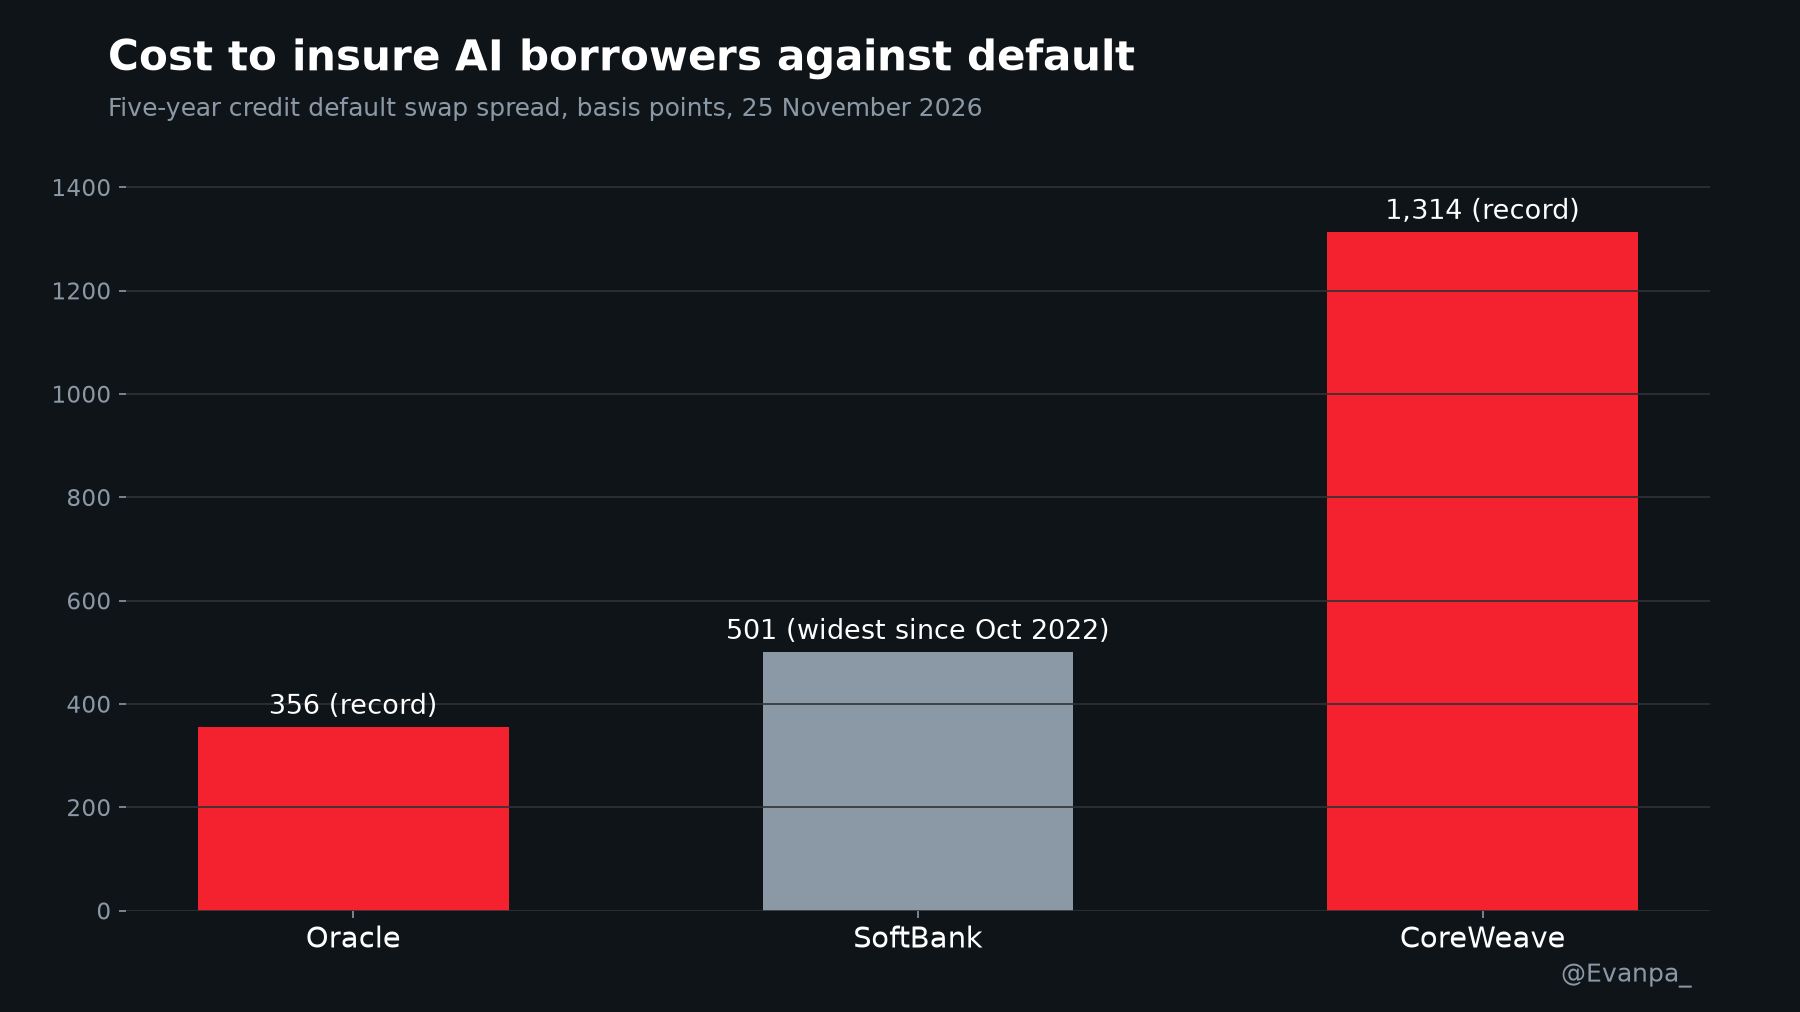 Cost to insure AI borrowers against default
Five-year credit default swap spread, basis points, 25 November 2026
1400
1,314 (record)
1200
1000
800
600
501 (widest since Oct 2022)
400
356 (record)
200
0
Oracle
SoftBank
CoreWeave
@Evanpa_